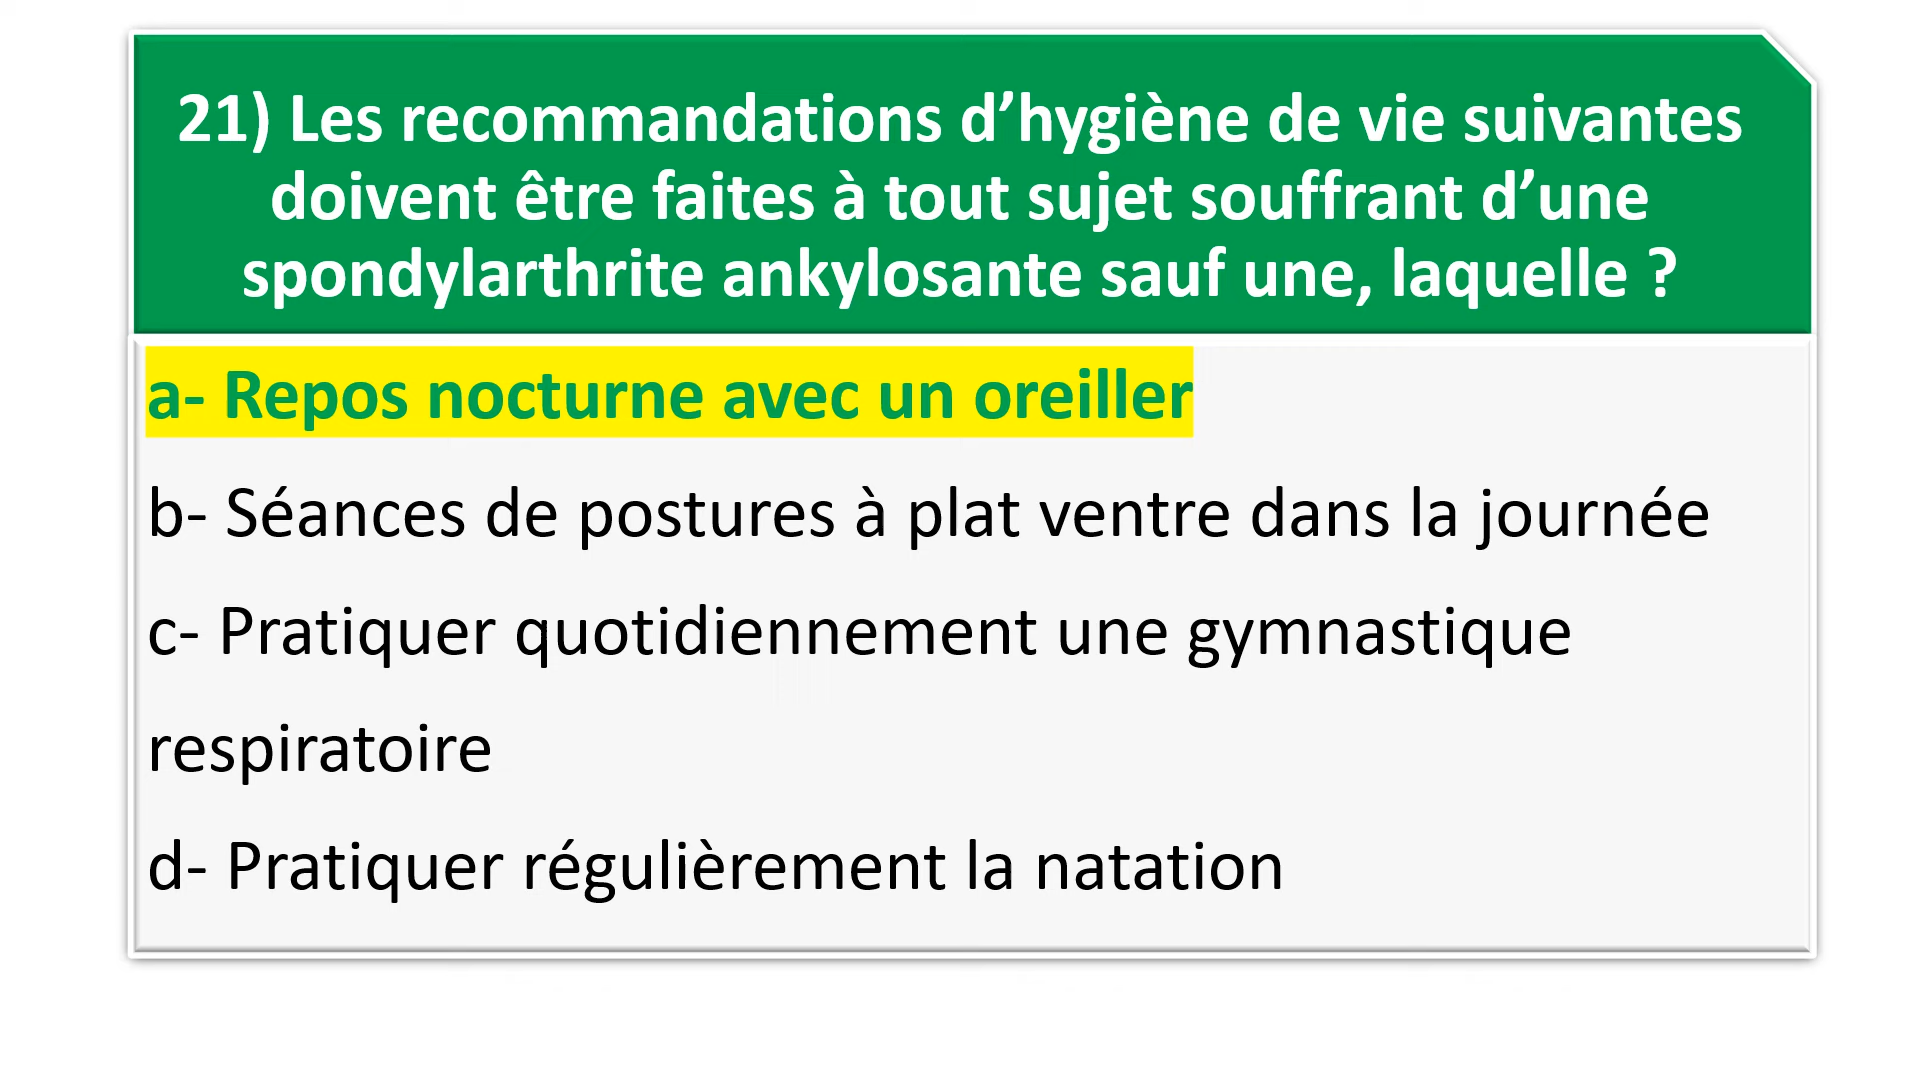 21) Les recommandations d’hygiène de vie suivantes
doivent être faites à tout sujet souffrant d’une
spondylarthrite ankylosante sauf une, laquelle ?
a- Repos nocturne avec un oreiller
b- Séances de postures à plat ventre dans la journée
c- Pratiquer quotidiennement une gymnastique
respiratoire
d- Pratiquer régulièrement la natation